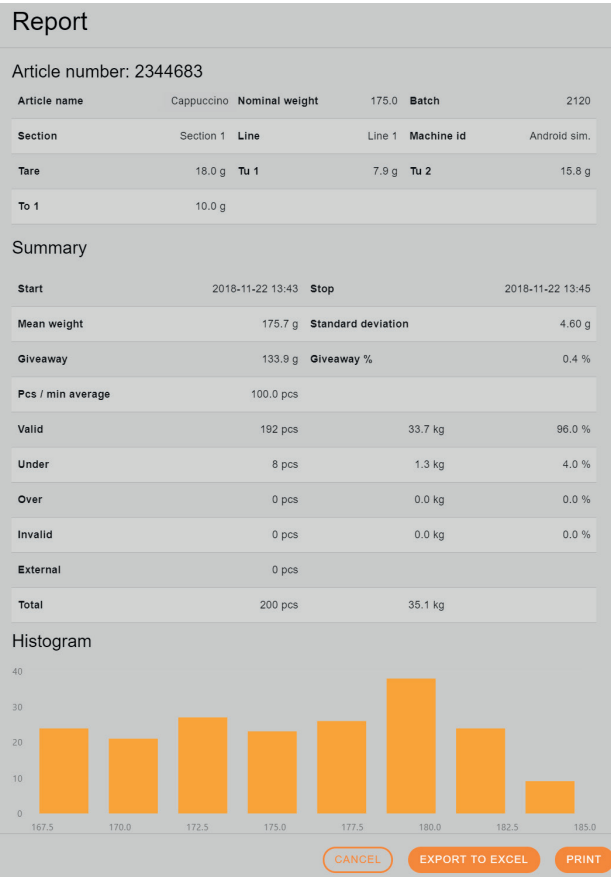 Report
Article number: 2344683
Article name Cappuccino Nominal weight 175.0 Batch 2120
Section Section 1 Line Line 1 Machine id Android sim.
Tare 18.0 g Tu 1 7.9 g Tu 2 15.8 g
To 1 10.0 g
Summary
Start 2018-11-22 13:43 Stop 2018-11-22 13:45
Mean weight 175.7 g Standard deviation 4.60 g
Giveaway 133.9 g Giveaway % 0.4 %
Pcs / min average 100.0 pcs
Valid 192 pcs 33.7 kg 96.0 %
Under 8 pcs 1.3 kg 4.0 %
Over 0 pcs 0.0 kg 0.0 %
Invalid 0 pcs 0.0 kg 0.0 %
External 0 pcs
Total 200 pcs 35.1 kg
Histogram
40
30
20
10
0
167.5 170.0 172.5 175.0 177.5 180.0 182.5 185.0
CANCEL EXPORT TO EXCEL PRINT